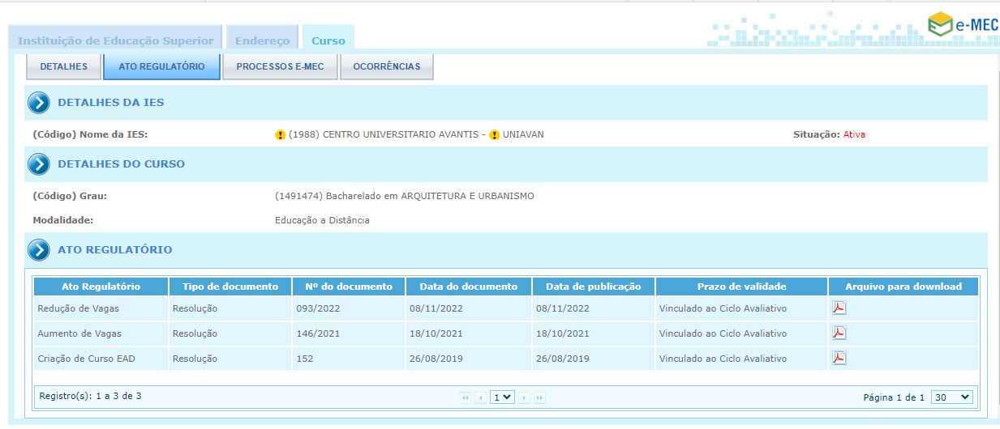 e-MEC
Instituição de Educação Superior Endereço Curso
DETALHES ATO REGULATÓRIO PROCESSOS E-MEC OCORRÊNCIAS
DETALHES DA IES
(Código) Nome da IES: (1988) CENTRO UNIVERSITARIO AVANTIS - UNIAVAN Situação: Ativa
DETALHES DO CURSO
(Código) Grau: (1491474) Bacharelado em ARQUITETURA E URBANISMO
Modalidade: Educação a Distância
ATO REGULATÓRIO
Ato Regulatório Tipo de documento Nº do documento Data do documento Data de publicação Prazo de validade Arquivo para download
Redução de Vagas Resolução 093/2022 08/11/2022 08/11/2022 Vinculado ao Ciclo Avaliativo
Aumento de Vagas Resolução 146/2021 18/10/2021 18/10/2021 Vinculado ao Ciclo Avaliativo
Criação de Curso EAD Resolução 152 26/08/2019 26/08/2019 Vinculado ao Ciclo Avaliativo
Registro(s): 1 a 3 de 3 1 Página 1 de 1 30